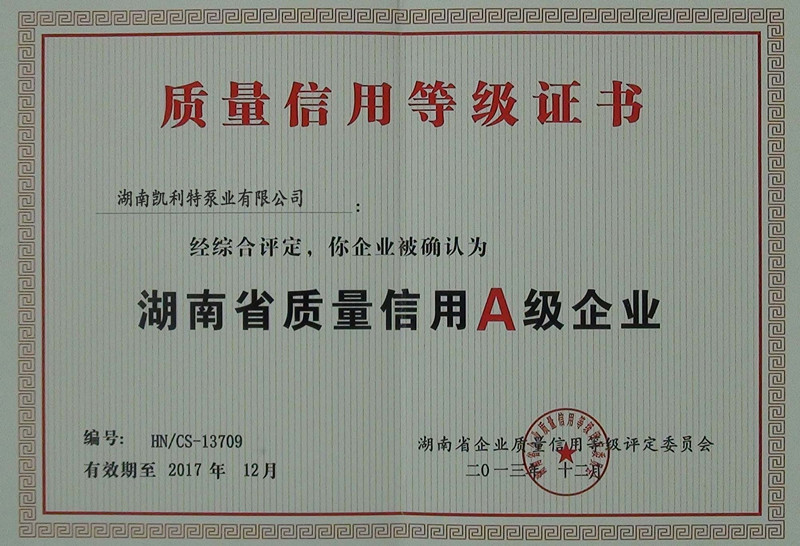 质量信用等级证书
湖南凯利特泵业有限公司：
经综合评定，你企业被确认为
湖南省质量信用A级企业
编号: HN/CS-13709
有效期至 2017 年 12月
湖南省企业质量信用等级评定委员会
二〇一三年 十二月